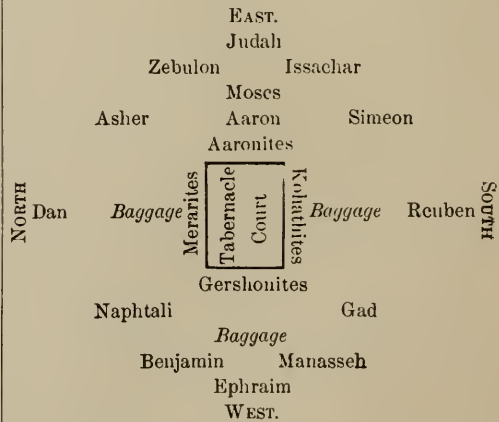 EAST.
Judah
Zebulon Issachar
Moses
Asher Aaron Simeon
Aaronites
NORTH Dan Baggage Merarites Tabernacle Court Kohathites Baggage Reuben SOUTH
Gershonites
Naphtali Gad
Baggage
Benjamin Manasseh
Ephraim
WEST.